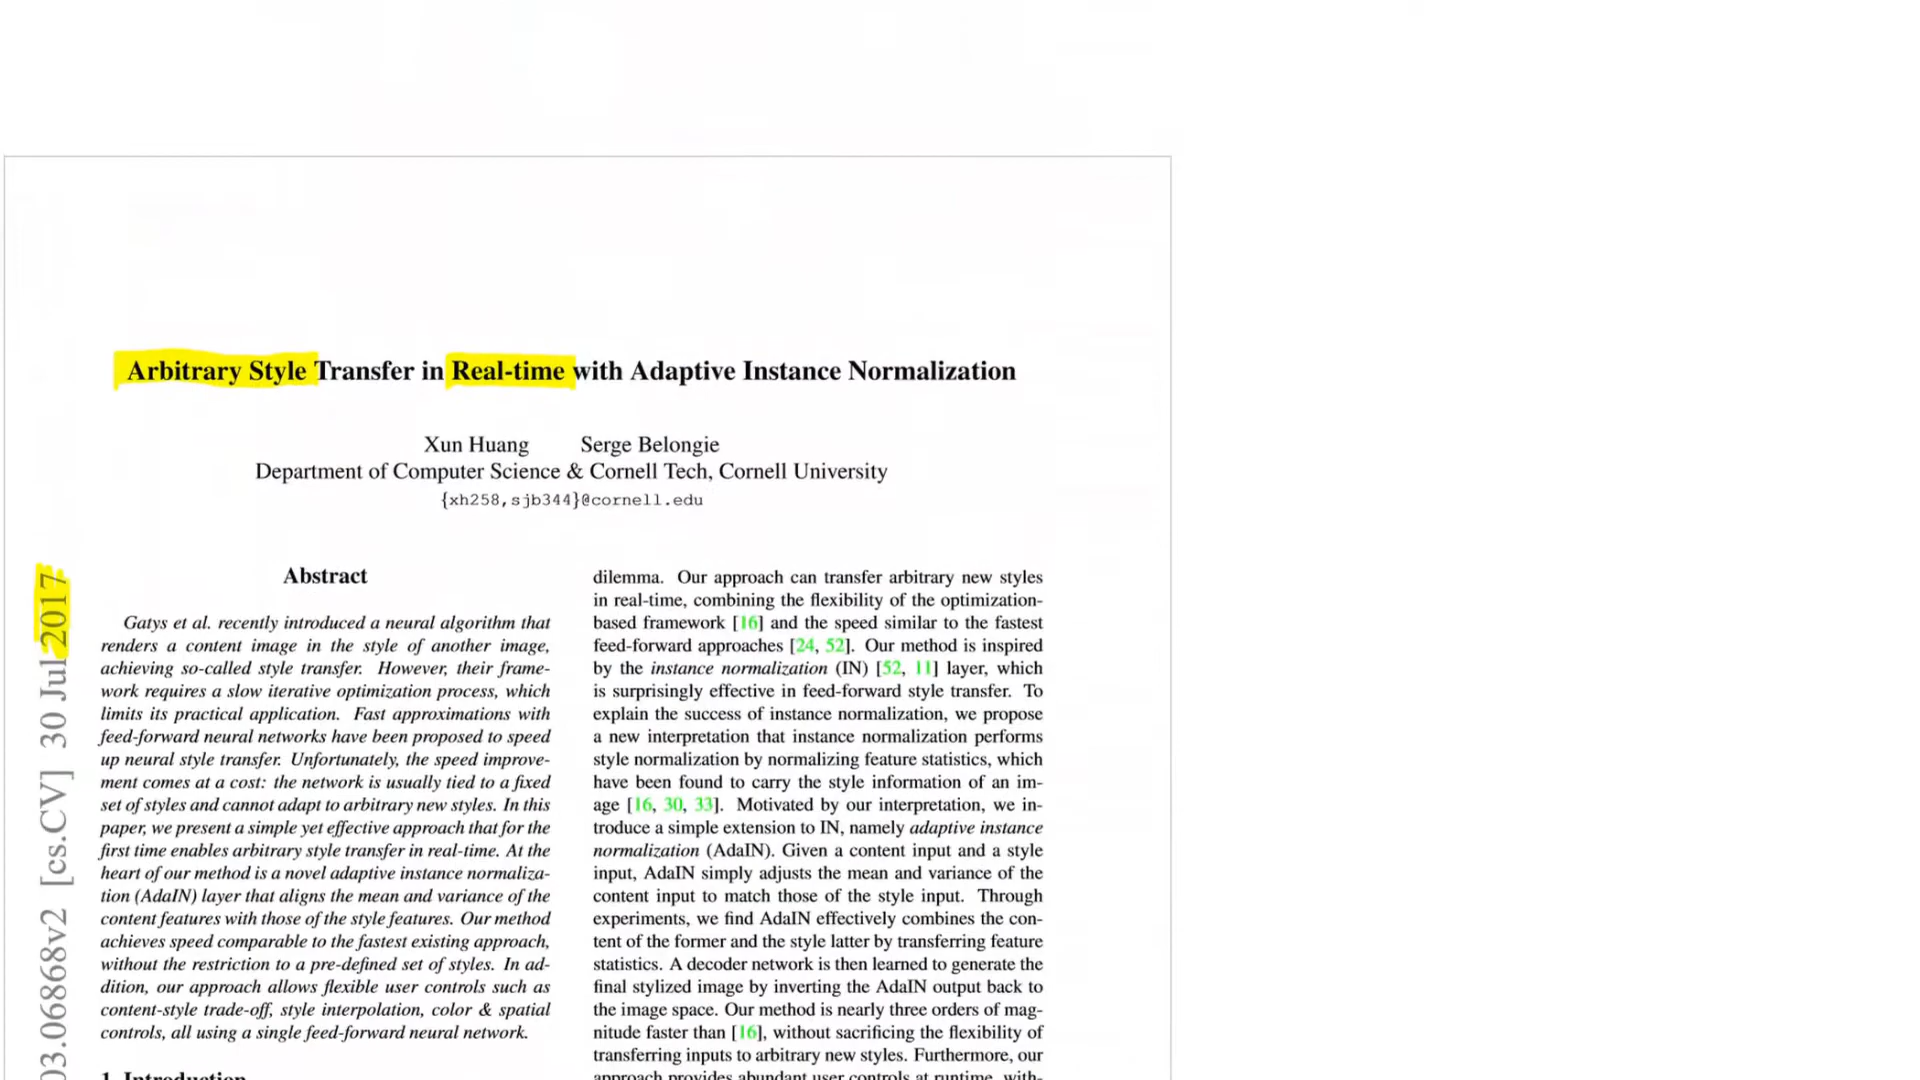 Arbitrary Style Transfer in Real-time with Adaptive Instance Normalization
Xun Huang Serge Belongie
Department of Computer Science & Cornell Tech, Cornell University
{xh258,sjb344}@cornell.edu
03.06868v2 [cs.CV] 30 Jul 2017
Abstract
Gatys et al. recently introduced a neural algorithm that
renders a content image in the style of another image,
achieving so-called style transfer. However, their frame-
work requires a slow iterative optimization process, which
limits its practical application. Fast approximations with
feed-forward neural networks have been proposed to speed
up neural style transfer. Unfortunately, the speed improve-
ment comes at a cost: the network is usually tied to a fixed
set of styles and cannot adapt to arbitrary new styles. In this
paper, we present a simple yet effective approach that for the
first time enables arbitrary style transfer in real-time. At the
heart of our method is a novel adaptive instance normaliza-
tion (AdaIN) layer that aligns the mean and variance of the
content features with those of the style features. Our method
achieves speed comparable to the fastest existing approach,
without the restriction to a pre-defined set of styles. In ad-
dition, our approach allows flexible user controls such as
content-style trade-off, style interpolation, color & spatial
controls, all using a single feed-forward neural network.
1. Introduction
dilemma. Our approach can transfer arbitrary new styles
in real-time, combining the flexibility of the optimization-
based framework [16] and the speed similar to the fastest
feed-forward approaches [24, 52]. Our method is inspired
by the instance normalization (IN) [52, 11] layer, which
is surprisingly effective in feed-forward style transfer. To
explain the success of instance normalization, we propose
a new interpretation that instance normalization performs
style normalization by normalizing feature statistics, which
have been found to carry the style information of an im-
age [16, 30, 33]. Motivated by our interpretation, we in-
troduce a simple extension to IN, namely adaptive instance
normalization (AdaIN). Given a content input and a style
input, AdaIN simply adjusts the mean and variance of the
content input to match those of the style input. Through
experiments, we find AdaIN effectively combines the con-
tent of the former and the style latter by transferring feature
statistics. A decoder network is then learned to generate the
final stylized image by inverting the AdaIN output back to
the image space. Our method is nearly three orders of mag-
nitude faster than [16], without sacrificing the flexibility of
transferring inputs to arbitrary new styles. Furthermore, our
approach provides abundant user controls at runtime, with-